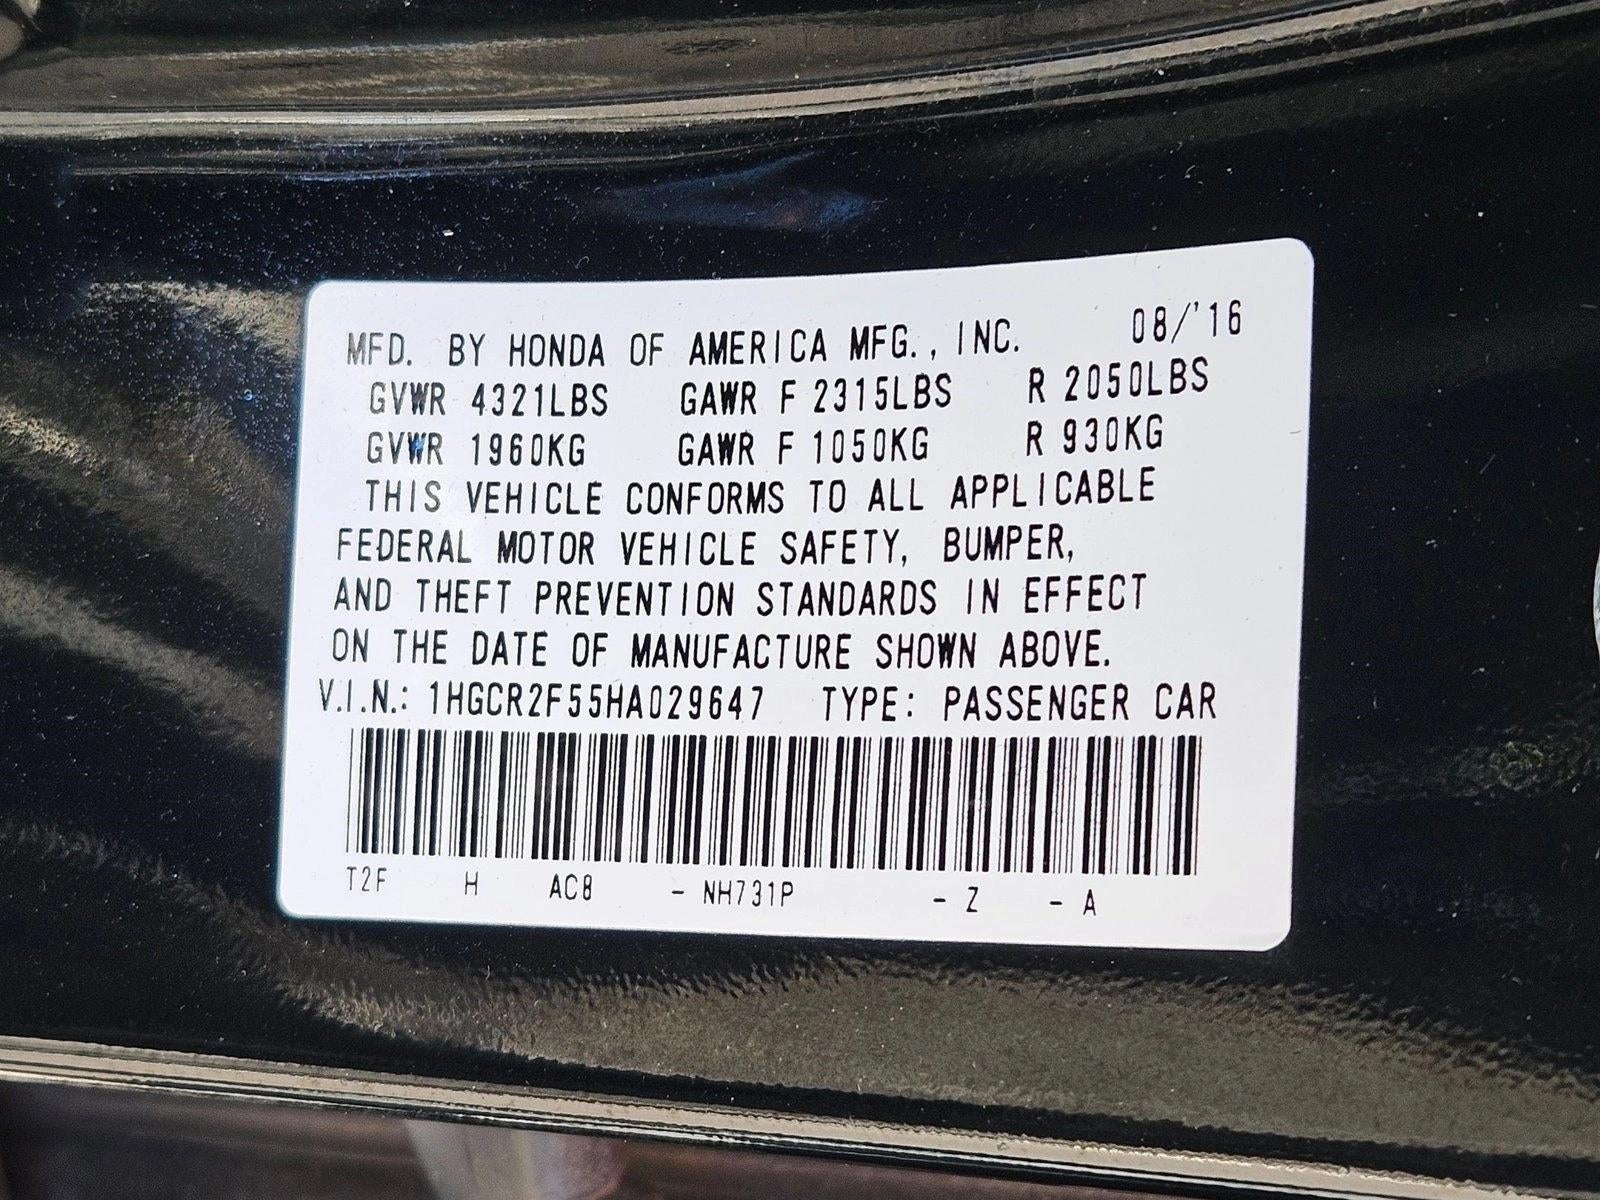 MFD. BY HONDA OF AMERICA MFG., INC. 08/'16
GVWR 4321LBS GAWR F 2315LBS R 2050LBS
GVWR 1960KG GAWR F 1050KG R 930KG
THIS VEHICLE CONFORMS TO ALL APPLICABLE
FEDERAL MOTOR VEHICLE SAFETY, BUMPER,
AND THEFT PREVENTION STANDARDS IN EFFECT
ON THE DATE OF MANUFACTURE SHOWN ABOVE.
V.I.N.: 1HGCR2F55HA029647 TYPE: PASSENGER CAR
T2F H AC8 - NH731P - Z - A